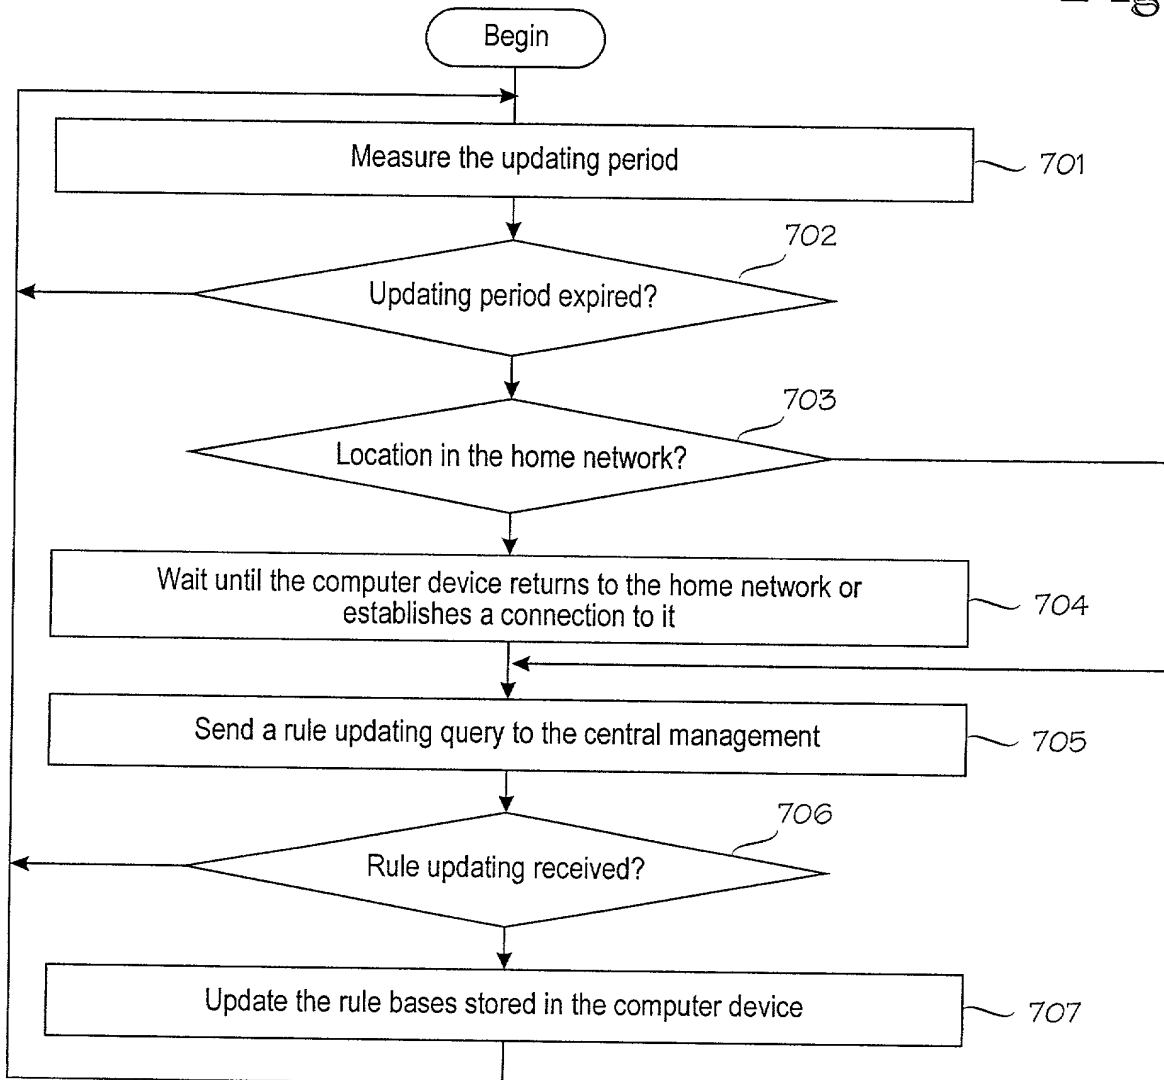 Begin
Measure the updating period
701
702
Updating period expired?
703
Location in the home network?
Wait until the computer device returns to the home network or
establishes a connection to it
704
Send a rule updating query to the central management
705
706
Rule updating received?
Update the rule bases stored in the computer device
707